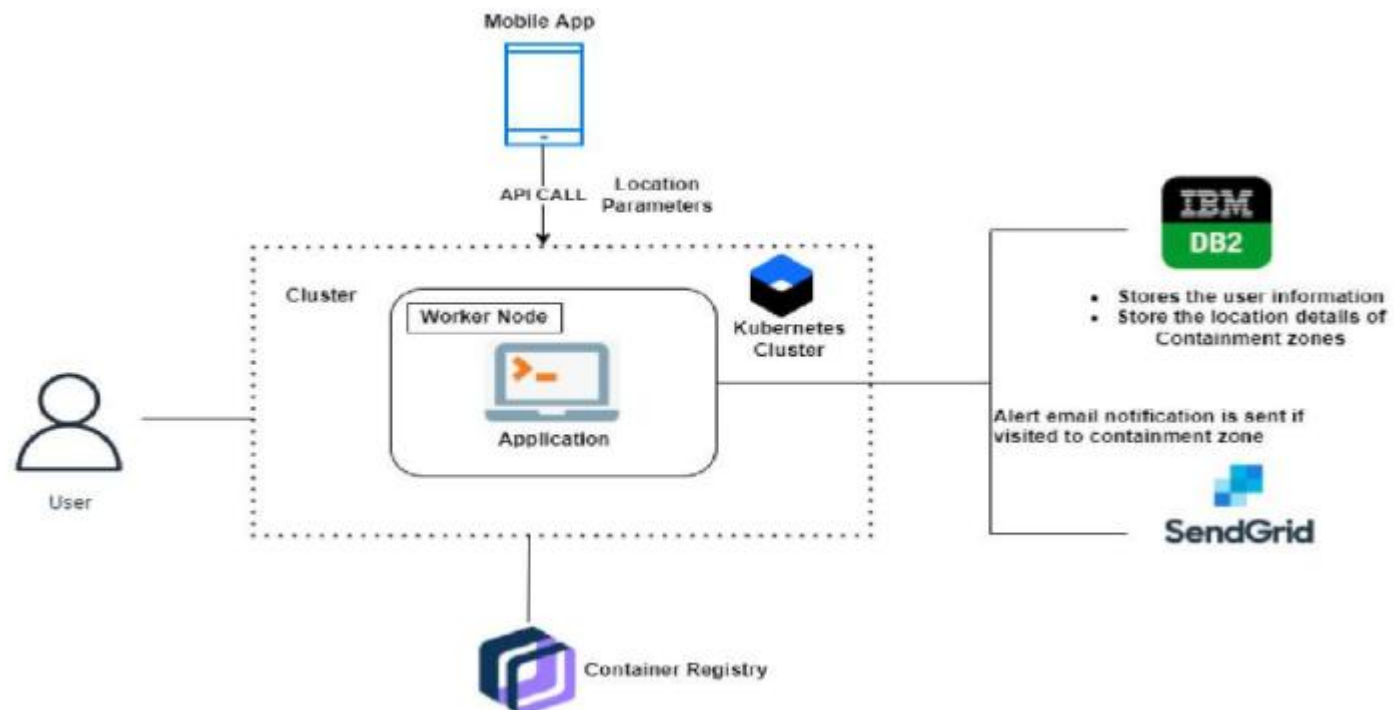 Mobile App
API CALL
Location
Parameters
Cluster
Worker Node
>_
Application
Kubernetes
Cluster
User
Container Registry
IBM
DB2
• Stores the user information
• Store the location details of
Containment zones
Alert email notification is sent if
visited to containment zone
SendGrid